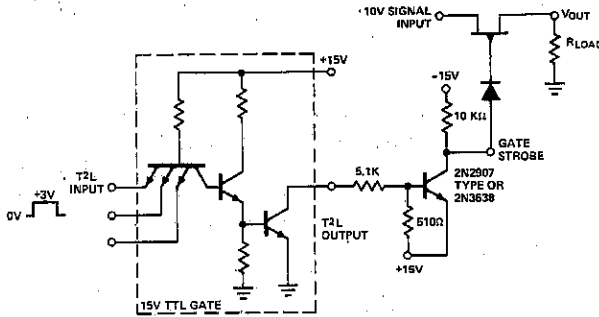 10V SIGNAL
INPUT
VOUT
RLOAD
+15V
-15V
10 KΩ
GATE
STROBE
T²L
INPUT
+3V
0V
5.1K
2N2907
TYPE OR
2N3638
510Ω
T²L
OUTPUT
+15V
15V TTL GATE